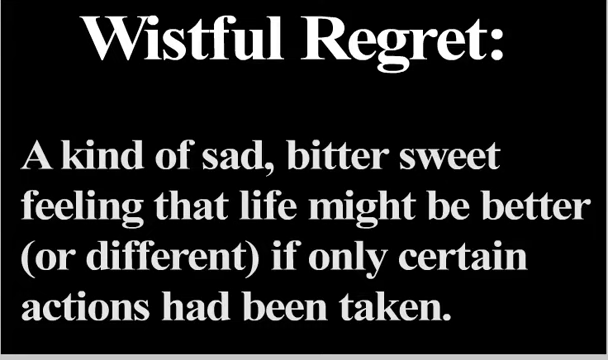 Wistful Regret:
A kind of sad, bitter sweet
feeling that life might be better
(or different) if only certain
actions had been taken.